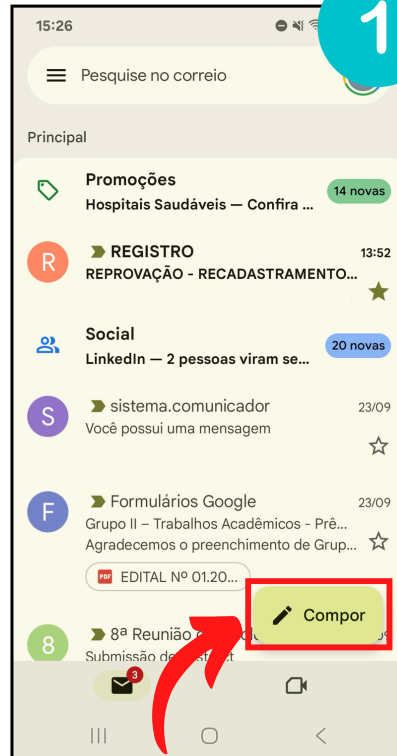 15:26
1
Pesquise no correio
Principal
Promoções
14 novas
Hospitais Saudáveis — Confira ...
R
REGISTRO
13:52
REPROVAÇÃO - RECADASTRAMENTO...
Social
20 novas
LinkedIn — 2 pessoas viram se...
S
sistema.comunicador
23/09
Você possui uma mensagem
F
Formulários Google
23/09
Grupo II – Trabalhos Acadêmicos - Prê...
Agradecemos o preenchimento de Grup...
PDF
EDITAL Nº 01.20...
Compor
8
8ª Reunião
Submissão de
3